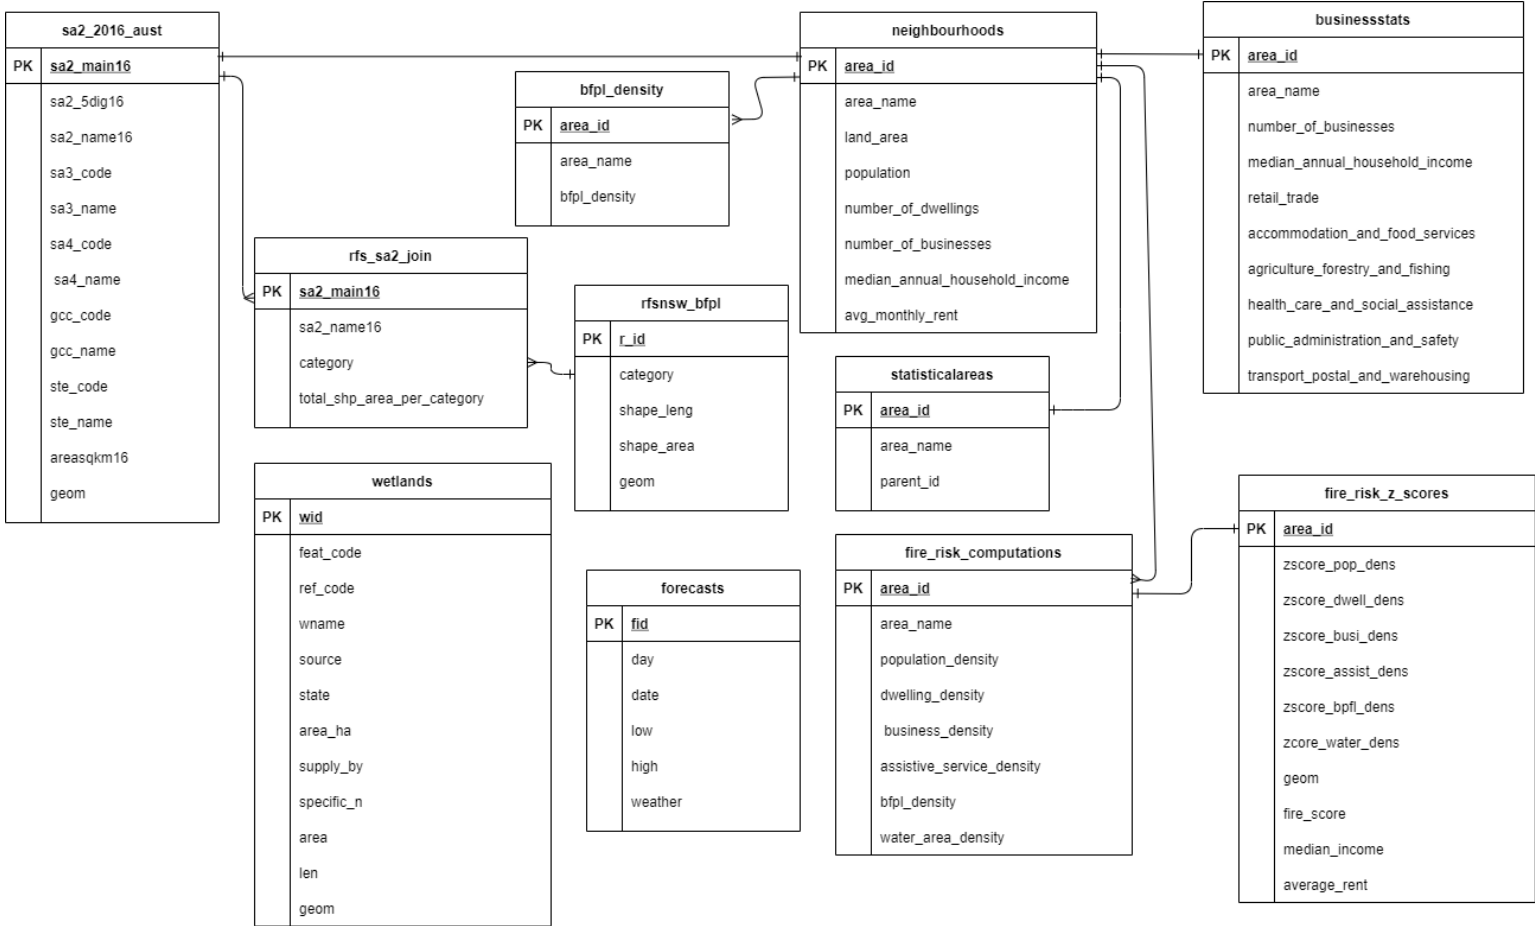 sa2_2016_aust
PK sa2_main16
sa2_5dig16
sa2_name16
sa3_code
sa3_name
sa4_code
sa4_name
gcc_code
gcc_name
ste_code
ste_name
areasqkm16
geom
bfpl_density
PK area_id
area_name
bfpl_density
rfs_sa2_join
PK sa2_main16
sa2_name16
category
total_shp_area_per_category
rfsnsw_bfpl
PK r_id
category
shape_leng
shape_area
geom
wetlands
PK wid
feat_code
ref_code
wname
source
state
area_ha
supply_by
specific_n
area
len
geom
forecasts
PK fid
day
date
low
high
weather
neighbourhoods
PK area_id
area_name
land_area
population
number_of_dwellings
number_of_businesses
median_annual_household_income
avg_monthly_rent
statisticalareas
PK area_id
area_name
parent_id
fire_risk_computations
PK area_id
area_name
population_density
dwelling_density
business_density
assistive_service_density
bfpl_density
water_area_density
businessstats
PK area_id
area_name
number_of_businesses
median_annual_household_income
retail_trade
accommodation_and_food_services
agriculture_forestry_and_fishing
health_care_and_social_assistance
public_administration_and_safety
transport_postal_and_warehousing
fire_risk_z_scores
PK area_id
zscore_pop_dens
zscore_dwell_dens
zscore_busi_dens
zscore_assist_dens
zscore_bpfl_dens
zcore_water_dens
geom
fire_score
median_income
average_rent